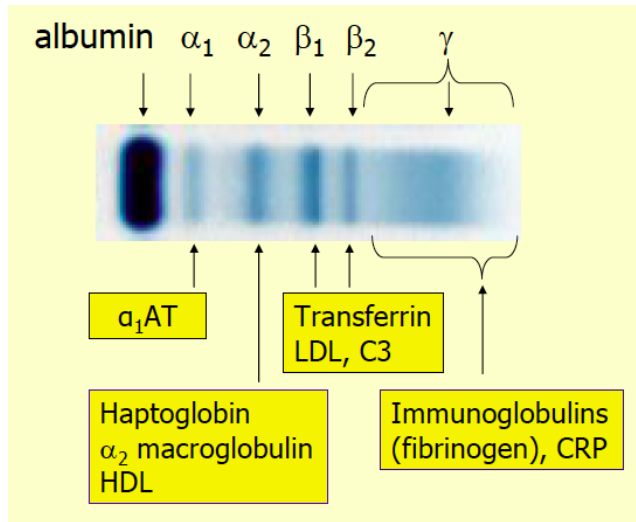 albumin α₁ α₂ β₁ β₂ γ
α₁AT
Transferrin
LDL, C3
Haptoglobin
α₂ macroglobulin
HDL
Immunoglobulins
(fibrinogen), CRP